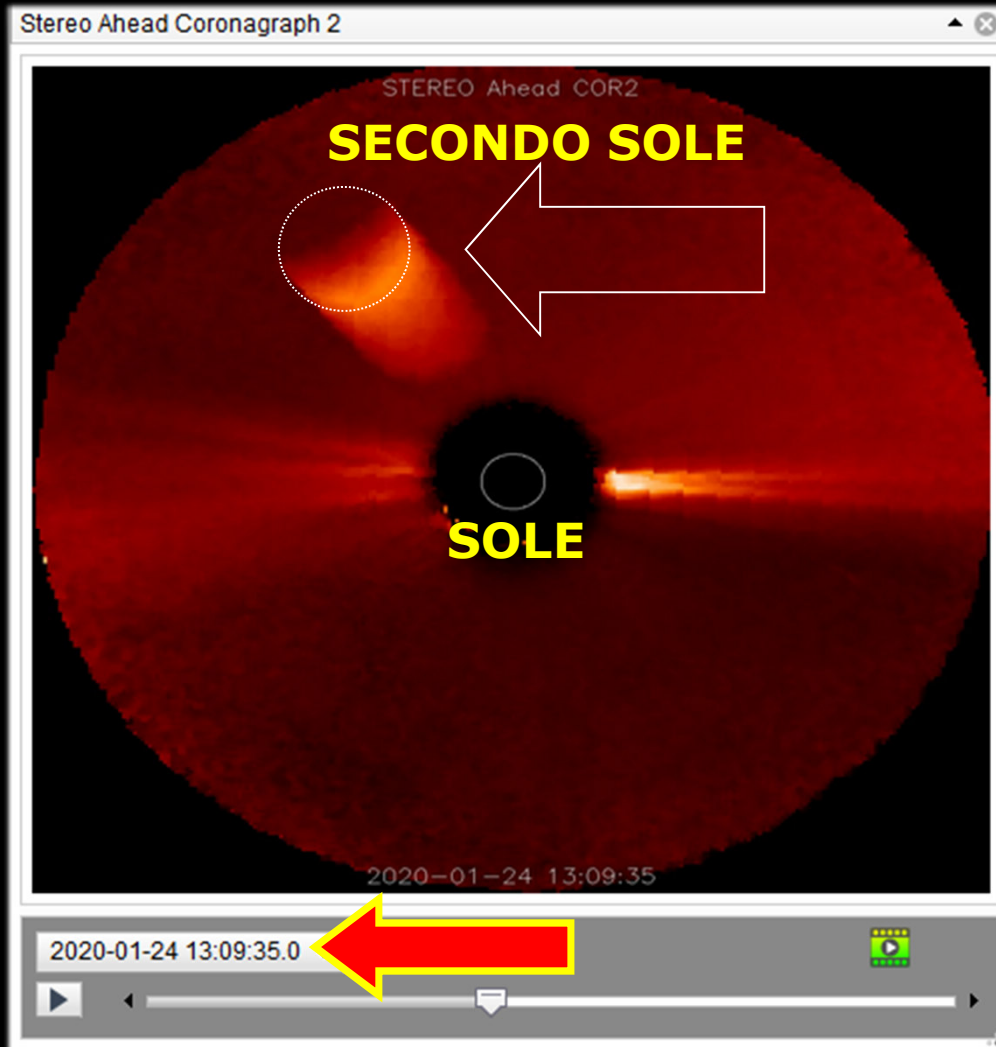 Stereo Ahead Coronagraph 2
STEREO Ahead COR2
SECONDO SOLE
SOLE
2020-01-24 13:09:35
2020-01-24 13:09:35.0